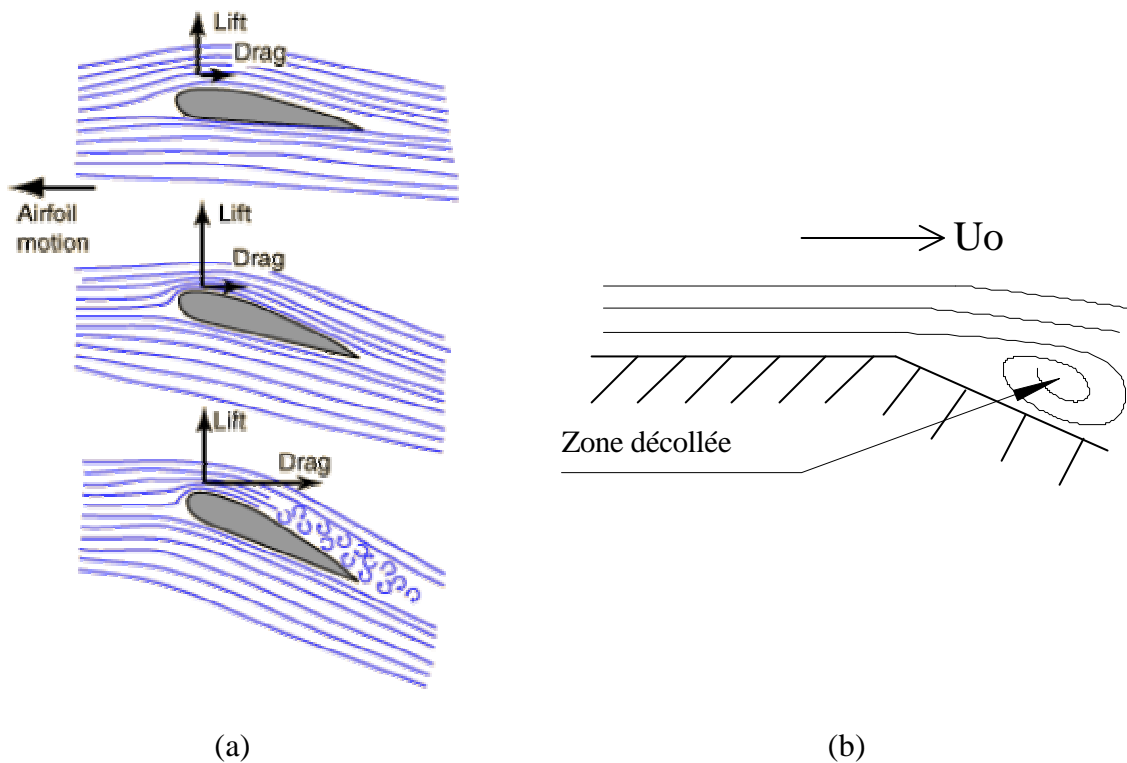 Lift
Drag
Airfoil
motion
Lift
Drag
Lift
Drag
Uo
Zone décollée
(a)
(b)